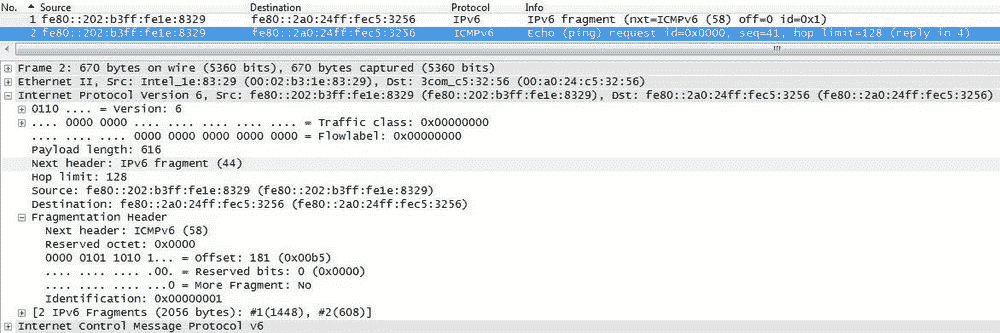 No. Source Destination Protocol Info
1 fe80::202:b3ff:fe1e:8329 fe80::2a0:24ff:fec5:3256 IPv6 IPv6 fragment (nxt=ICMPv6 (58) off=0 id=0x1)
2 fe80::202:b3ff:fe1e:8329 fe80::2a0:24ff:fec5:3256 ICMPv6 Echo (ping) request id=0x0000, seq=41, hop limit=128 (reply in 4)
Frame 2: 670 bytes on wire (5360 bits), 670 bytes captured (5360 bits)
Ethernet II, Src: Intel_1e:83:29 (00:02:b3:1e:83:29), Dst: 3com_c5:32:56 (00:a0:24:c5:32:56)
Internet Protocol Version 6, Src: fe80::202:b3ff:fe1e:8329 (fe80::202:b3ff:fe1e:8329), Dst: fe80::2a0:24ff:fec5:3256 (fe80::2a0:24ff:fec5:3256)
0110 .... = Version: 6
.... 0000 0000 .... .... .... .... .... = Traffic class: 0x00000000
.... .... .... 0000 0000 0000 0000 0000 = Flowlabel: 0x00000000
Payload length: 616
Next header: IPv6 fragment (44)
Hop limit: 128
Source: fe80::202:b3ff:fe1e:8329 (fe80::202:b3ff:fe1e:8329)
Destination: fe80::2a0:24ff:fec5:3256 (fe80::2a0:24ff:fec5:3256)
Fragmentation Header
Next header: ICMPv6 (58)
Reserved octet: 0x0000
0000 0101 1010 1... = Offset: 181 (0x00b5)
.... .... .... .00. = Reserved bits: 0 (0x0000)
.... .... .... ...0 = More Fragment: No
Identification: 0x00000001
[2 IPv6 Fragments (2056 bytes): #1(1448), #2(608)]
Internet Control Message Protocol v6